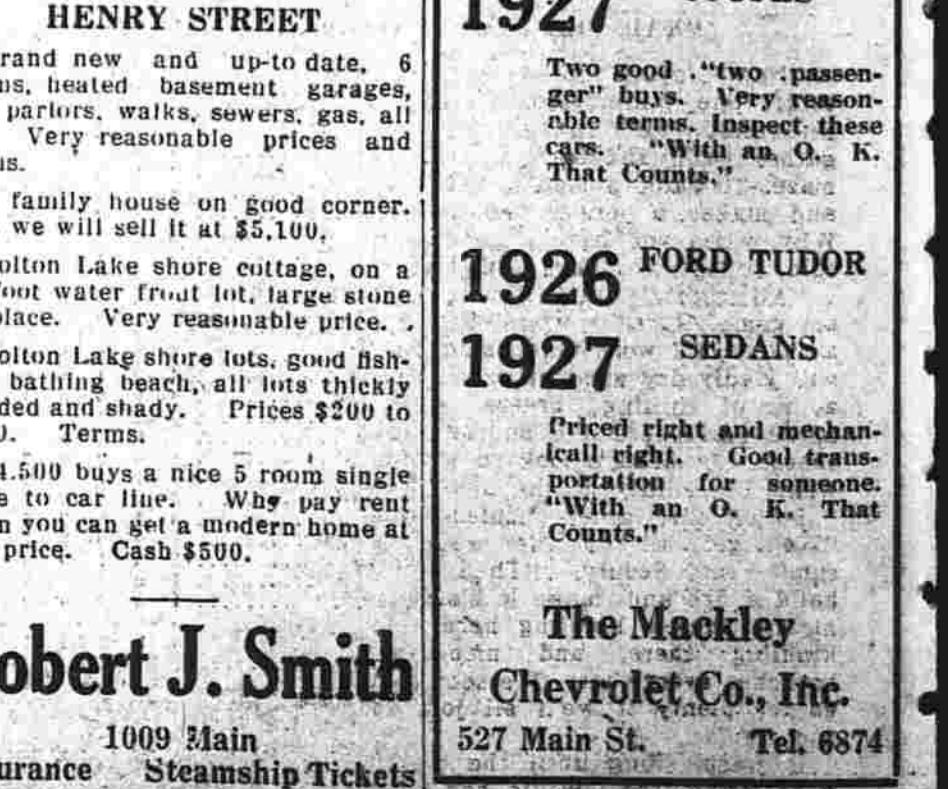 HENRY STREET
rand new and up-to date, 6
ns, heated basement garages,
parlors, walks, sewers, gas, all
Very reasonable prices and
ns.
family house on good corner.
we will sell it at $5,100.
olton Lake shore cottage, on a
foot water front lot, large stone
place. Very reasonable price.
olton Lake shore lots, good fish-
bathing beach, all lots thickly
ded and shady. Prices $200 to
0. Terms.
4,500 buys a nice 5 room single
e to car line. Why pay rent
n you can get a modern home at
price. Cash $500.
obert J. Smith
1009 Main
urance Steamship Tickets
1927
Two good "two passen-
ger" buys. Very reason-
able terms. Inspect these
cars. "With an O. K.
That Counts."
1926 FORD TUDOR
1927 SEDANS
Priced right and mechan-
icall right. Good trans-
portation for someone.
"With an O. K. That
Counts."
The Mackley
Chevrolet Co., Inc.
527 Main St. Tel. 6874